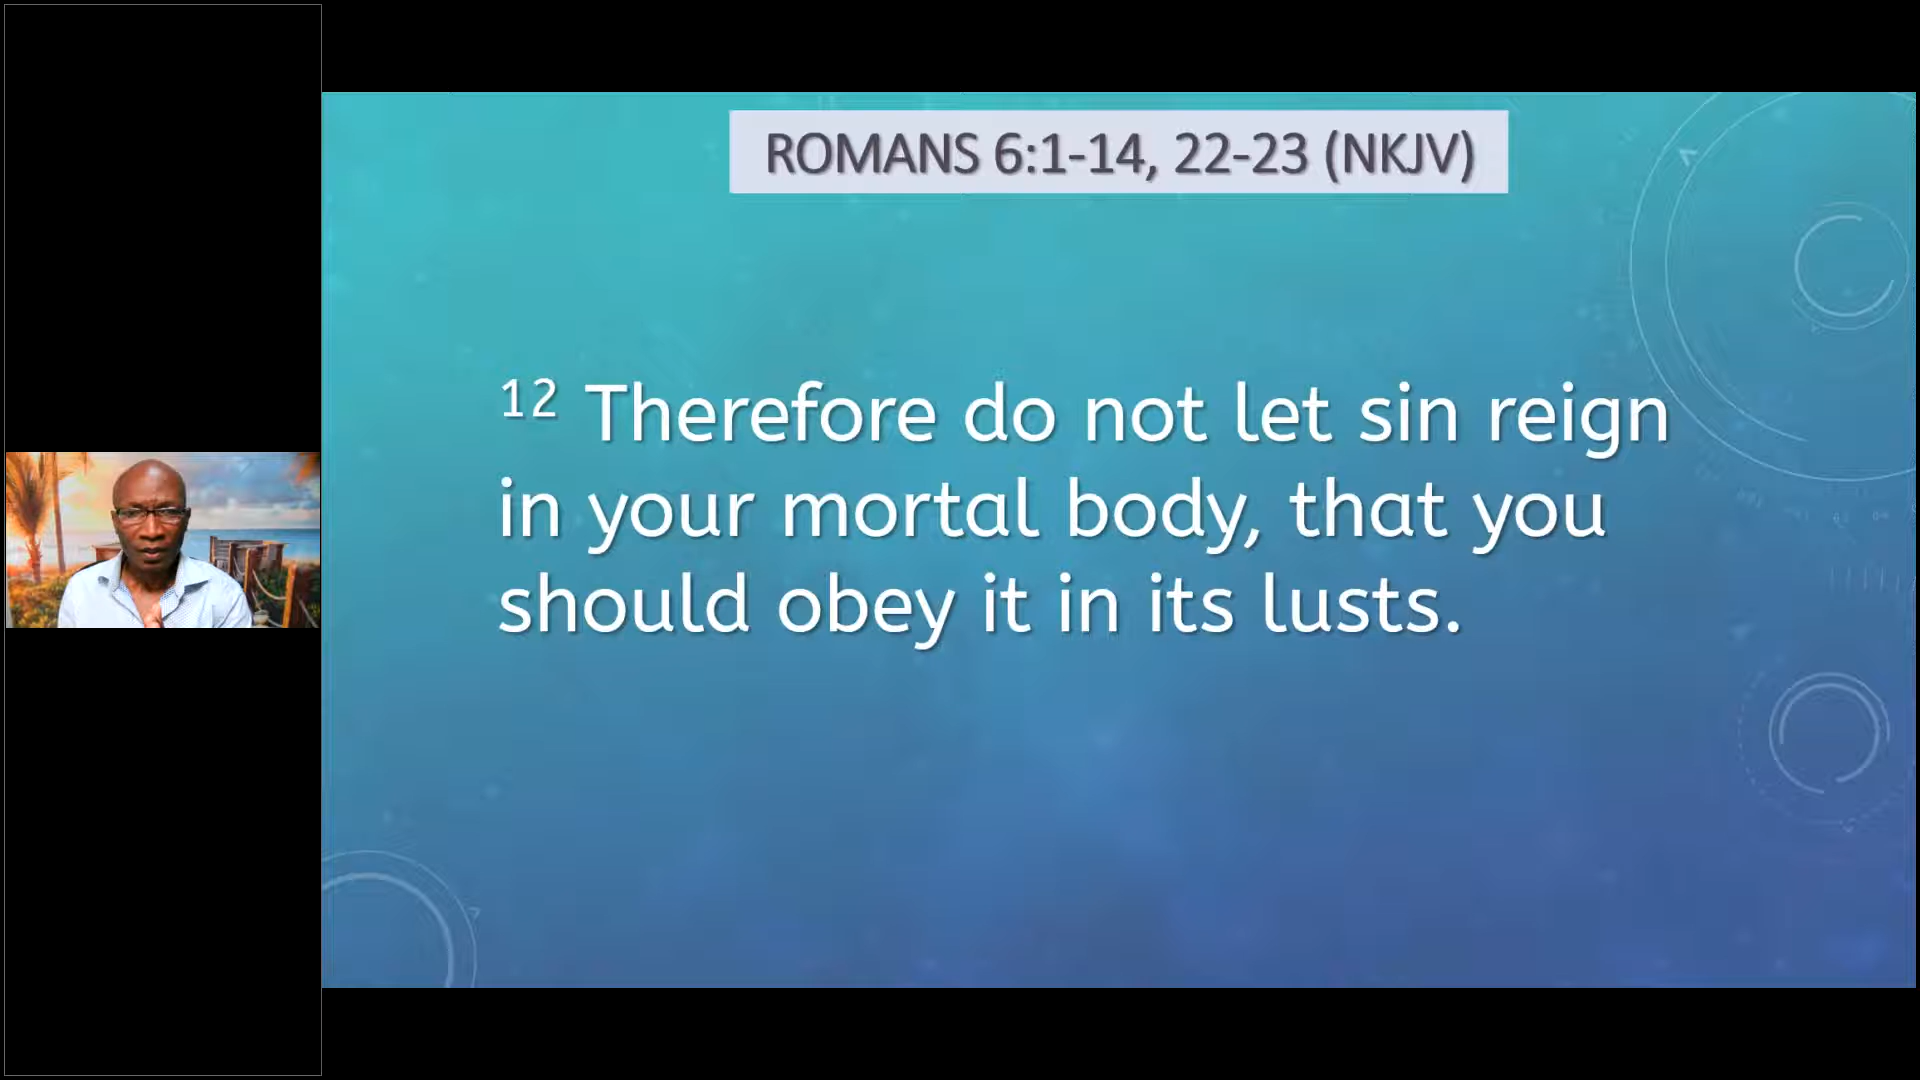 ROMANS 6:1-14, 22-23 (NKJV)
12 Therefore do not let sin reign
in your mortal body, that you
should obey it in its lusts.